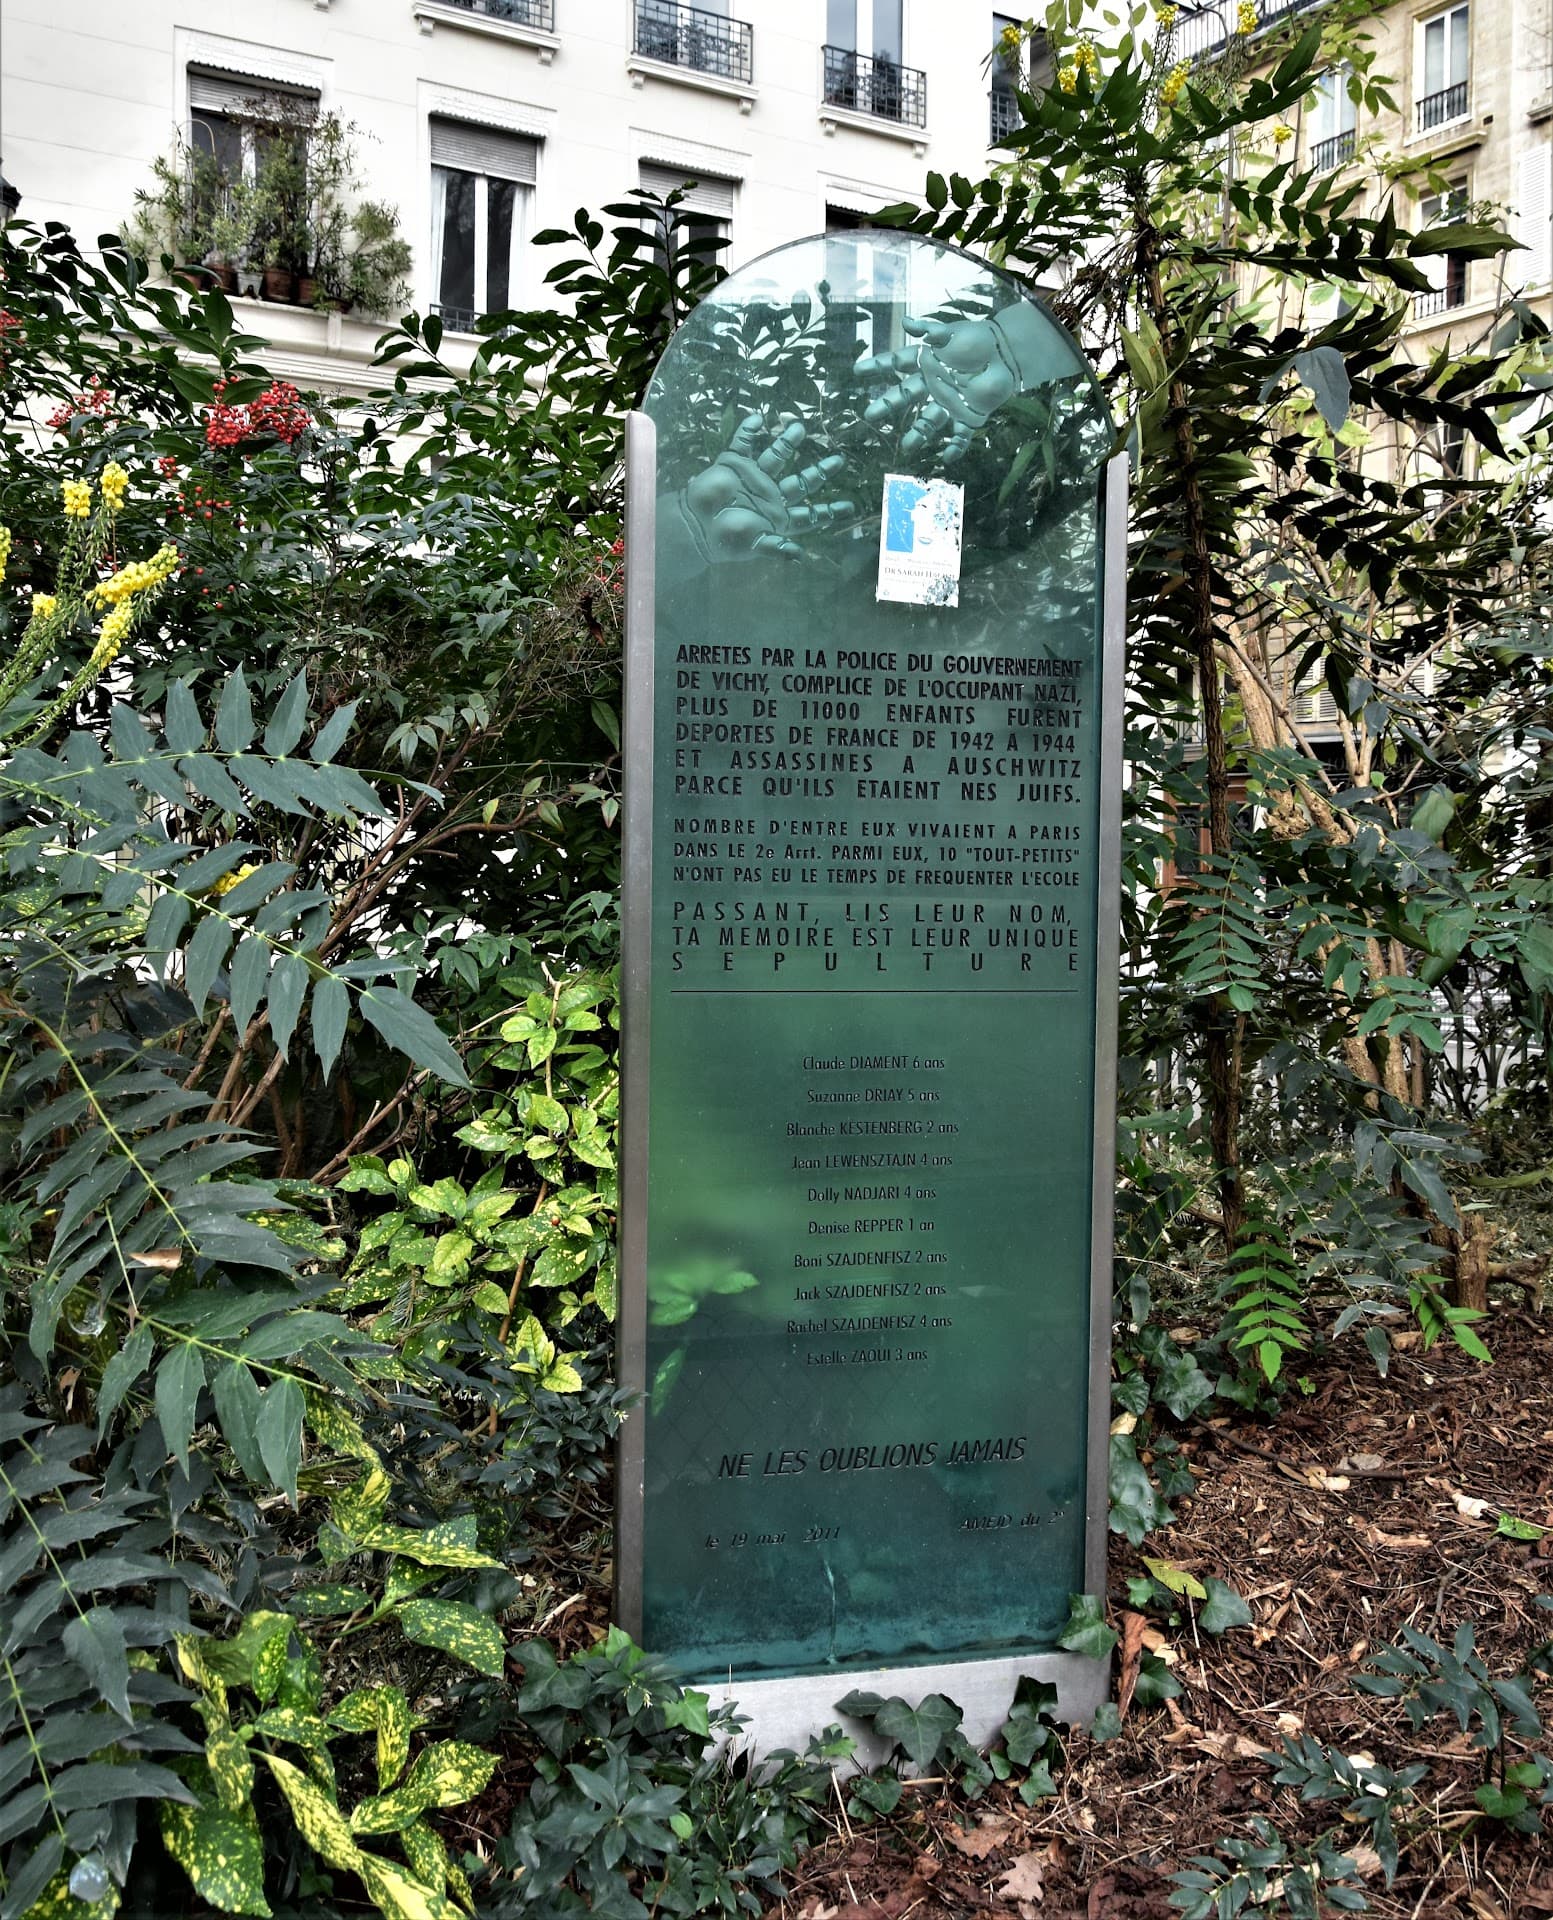 DR SARAH H
ARRETES PAR LA POLICE DU GOUVERNEMENT
DE VICHY, COMPLICE DE L'OCCUPANT NAZI,
PLUS DE 11000 ENFANTS FURENT
DEPORTES DE FRANCE DE 1942 A 1944
ET ASSASSINES A AUSCHWITZ
PARCE QU'ILS ETAIENT NES JUIFS.
NOMBRE D'ENTRE EUX VIVAIENT A PARIS
DANS LE 2e Arrt. PARMI EUX, 10 "TOUT-PETITS"
N'ONT PAS EU LE TEMPS DE FREQUENTER L'ECOLE
PASSANT, LIS LEUR NOM,
TA MEMOIRE EST LEUR UNIQUE
SEPULTURE
Claude DIAMENT 6 ans
Suzanne DRIAY 5 ans
Blanche KESTENBERG 2 ans
Jean LEWENSZTAJN 4 ans
Dolly NADJARI 4 ans
Denise REPPER 1 an
Boni SZAJDENFISZ 2 ans
Jack SZAJDENFISZ 2 ans
Rachel SZAJDENFISZ 4 ans
Estelle ZAOUI 3 ans
NE LES OUBLIONS JAMAIS
le 19 mai 2011 AMEJD du 2e